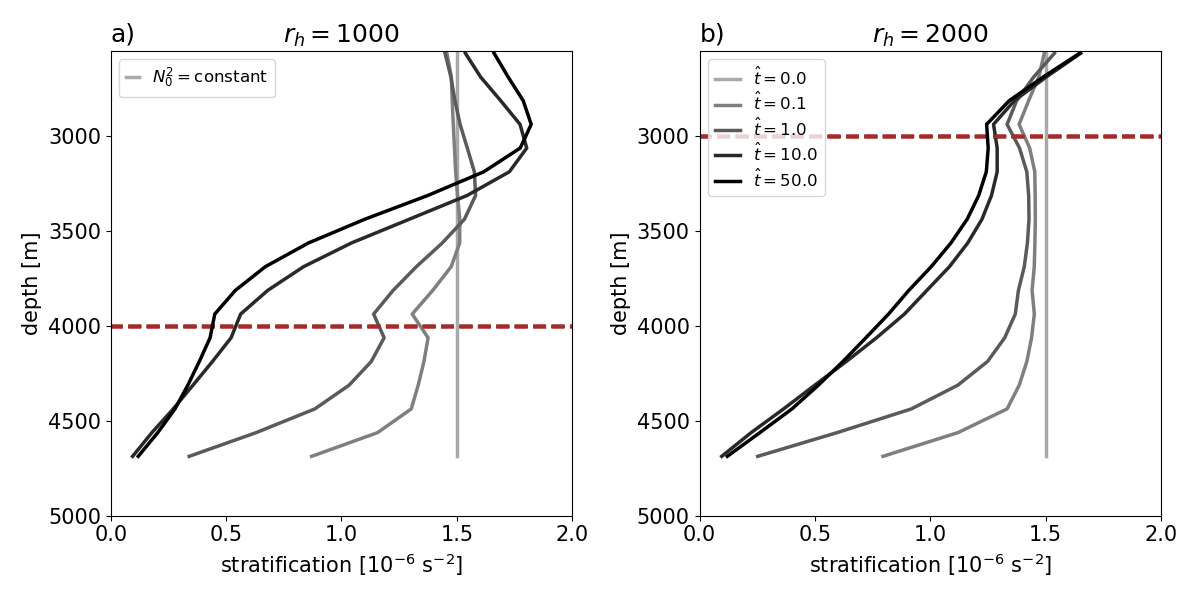 a)
r_h = 1000
N_0^2 = constant
3000
3500
4000
4500
5000
depth [m]
0.0
0.5
1.0
1.5
2.0
stratification [10^{-6} s^{-2}]
b)
r_h = 2000
t̂ = 0.0
t̂ = 0.1
t̂ = 1.0
t̂ = 10.0
t̂ = 50.0
3000
3500
4000
4500
5000
depth [m]
0.0
0.5
1.0
1.5
2.0
stratification [10^{-6} s^{-2}]